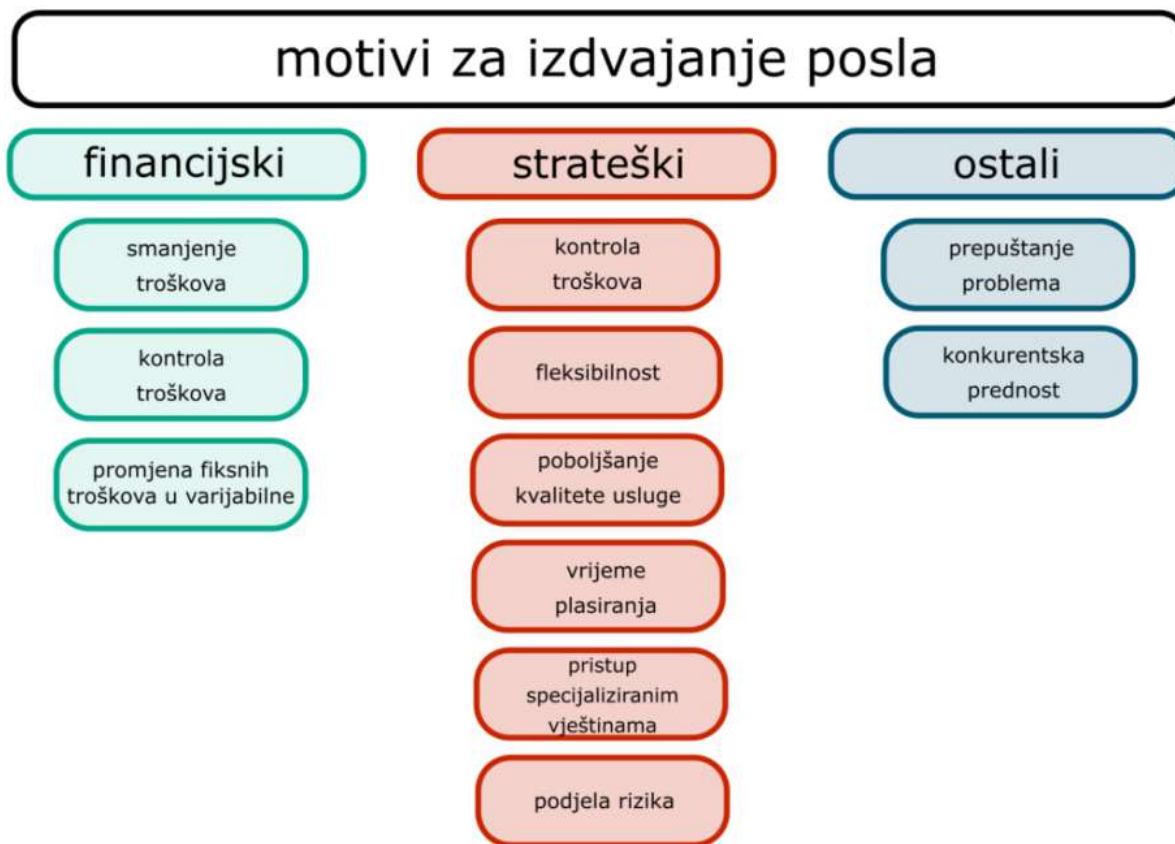 motivi za izdvajanje posla
financijski
smanjenje
troškova
kontrola
troškova
promjena fiksnih
troškova u varijabilne
strateški
kontrola
troškova
fleksibilnost
poboljšanje
kvalitete usluge
vrijeme
plasiranja
pristup
specijaliziranim
vještinama
podjela rizika
ostali
prepuštanje
problema
konkurentska
prednost